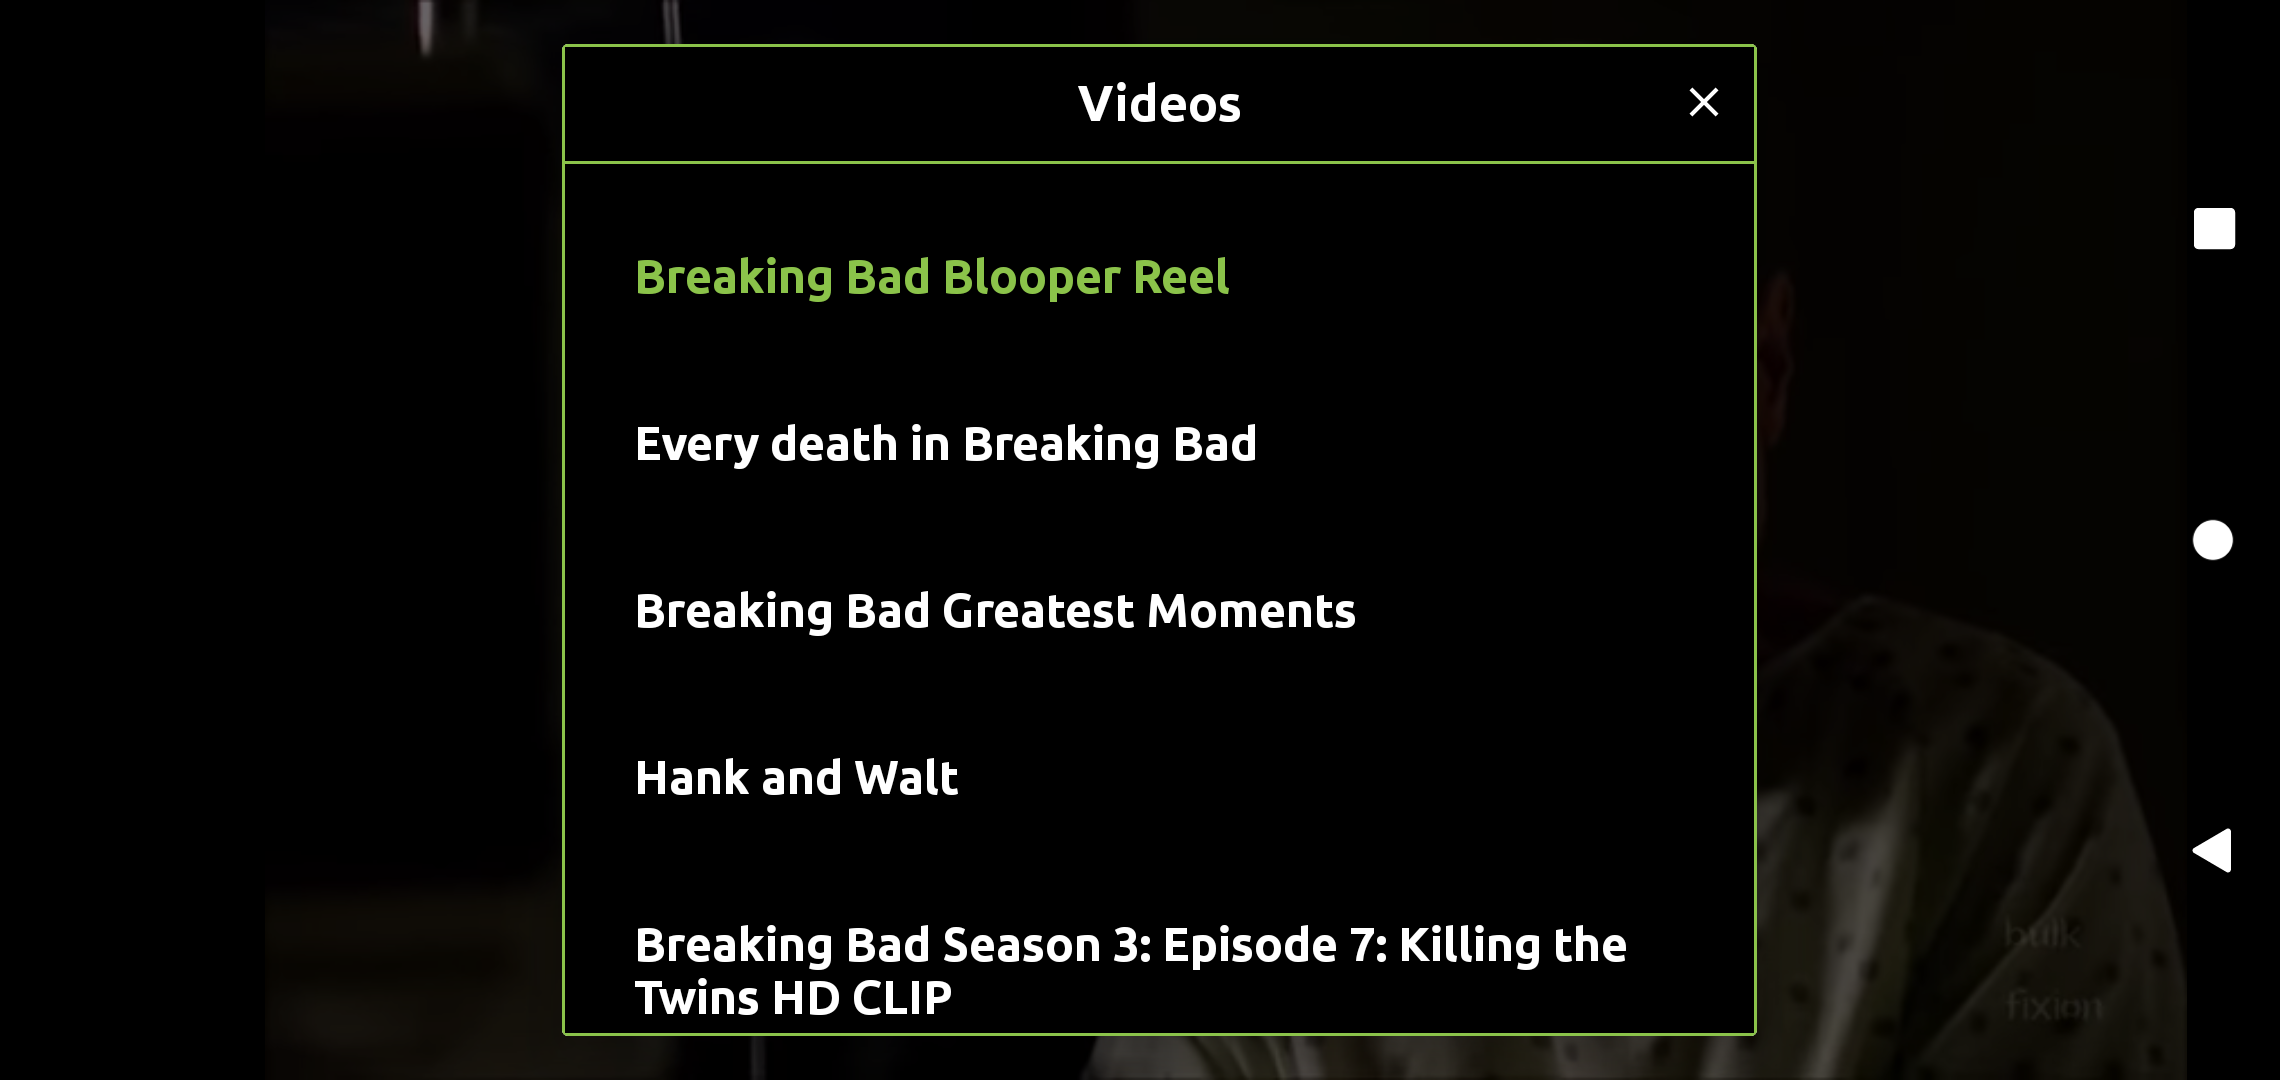 Videos
Breaking Bad Blooper Reel
Every death in Breaking Bad
Breaking Bad Greatest Moments
Hank and Walt
Breaking Bad Season 3: Episode 7: Killing the
Twins HD CLIP
bulk
fixion